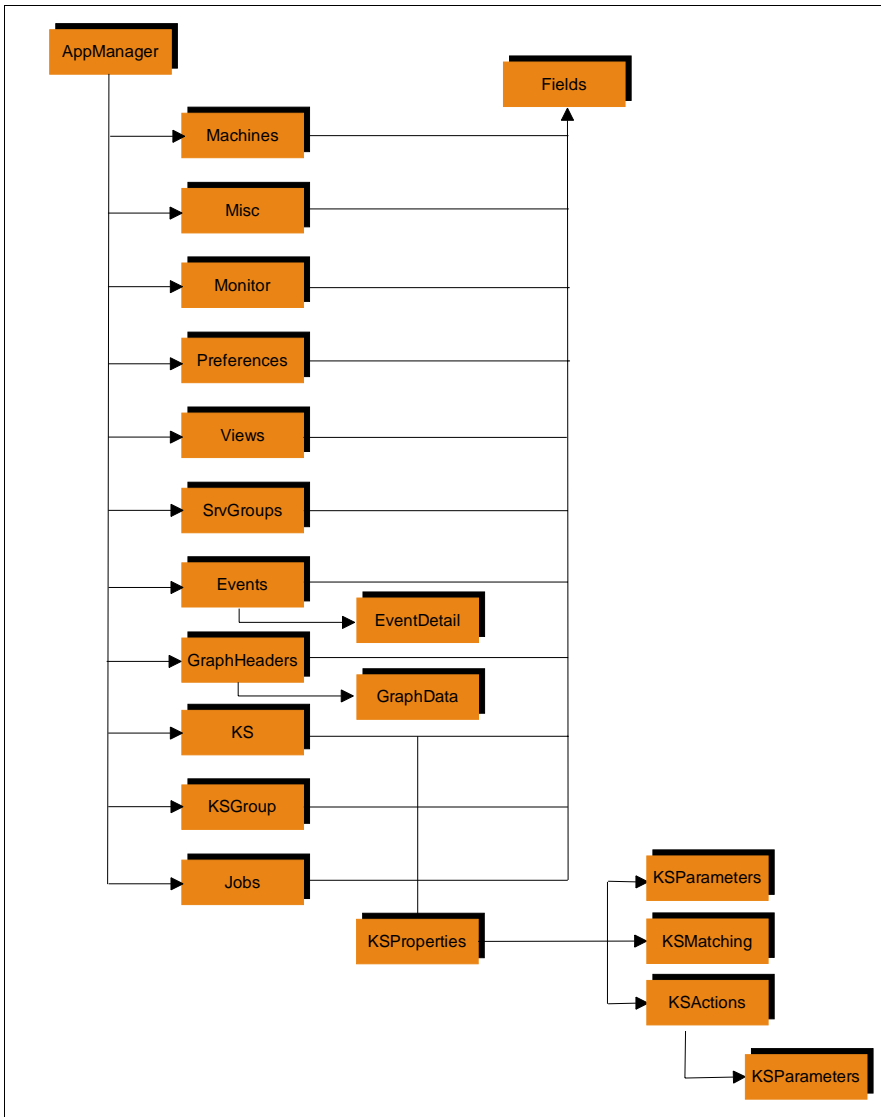 AppManager
Fields
Machines
Misc
Monitor
Preferences
Views
SrvGroups
Events
EventDetail
GraphHeaders
GraphData
KS
KSGroup
Jobs
KSParameters
KSProperties
KSMatching
KSActions
KSParameters